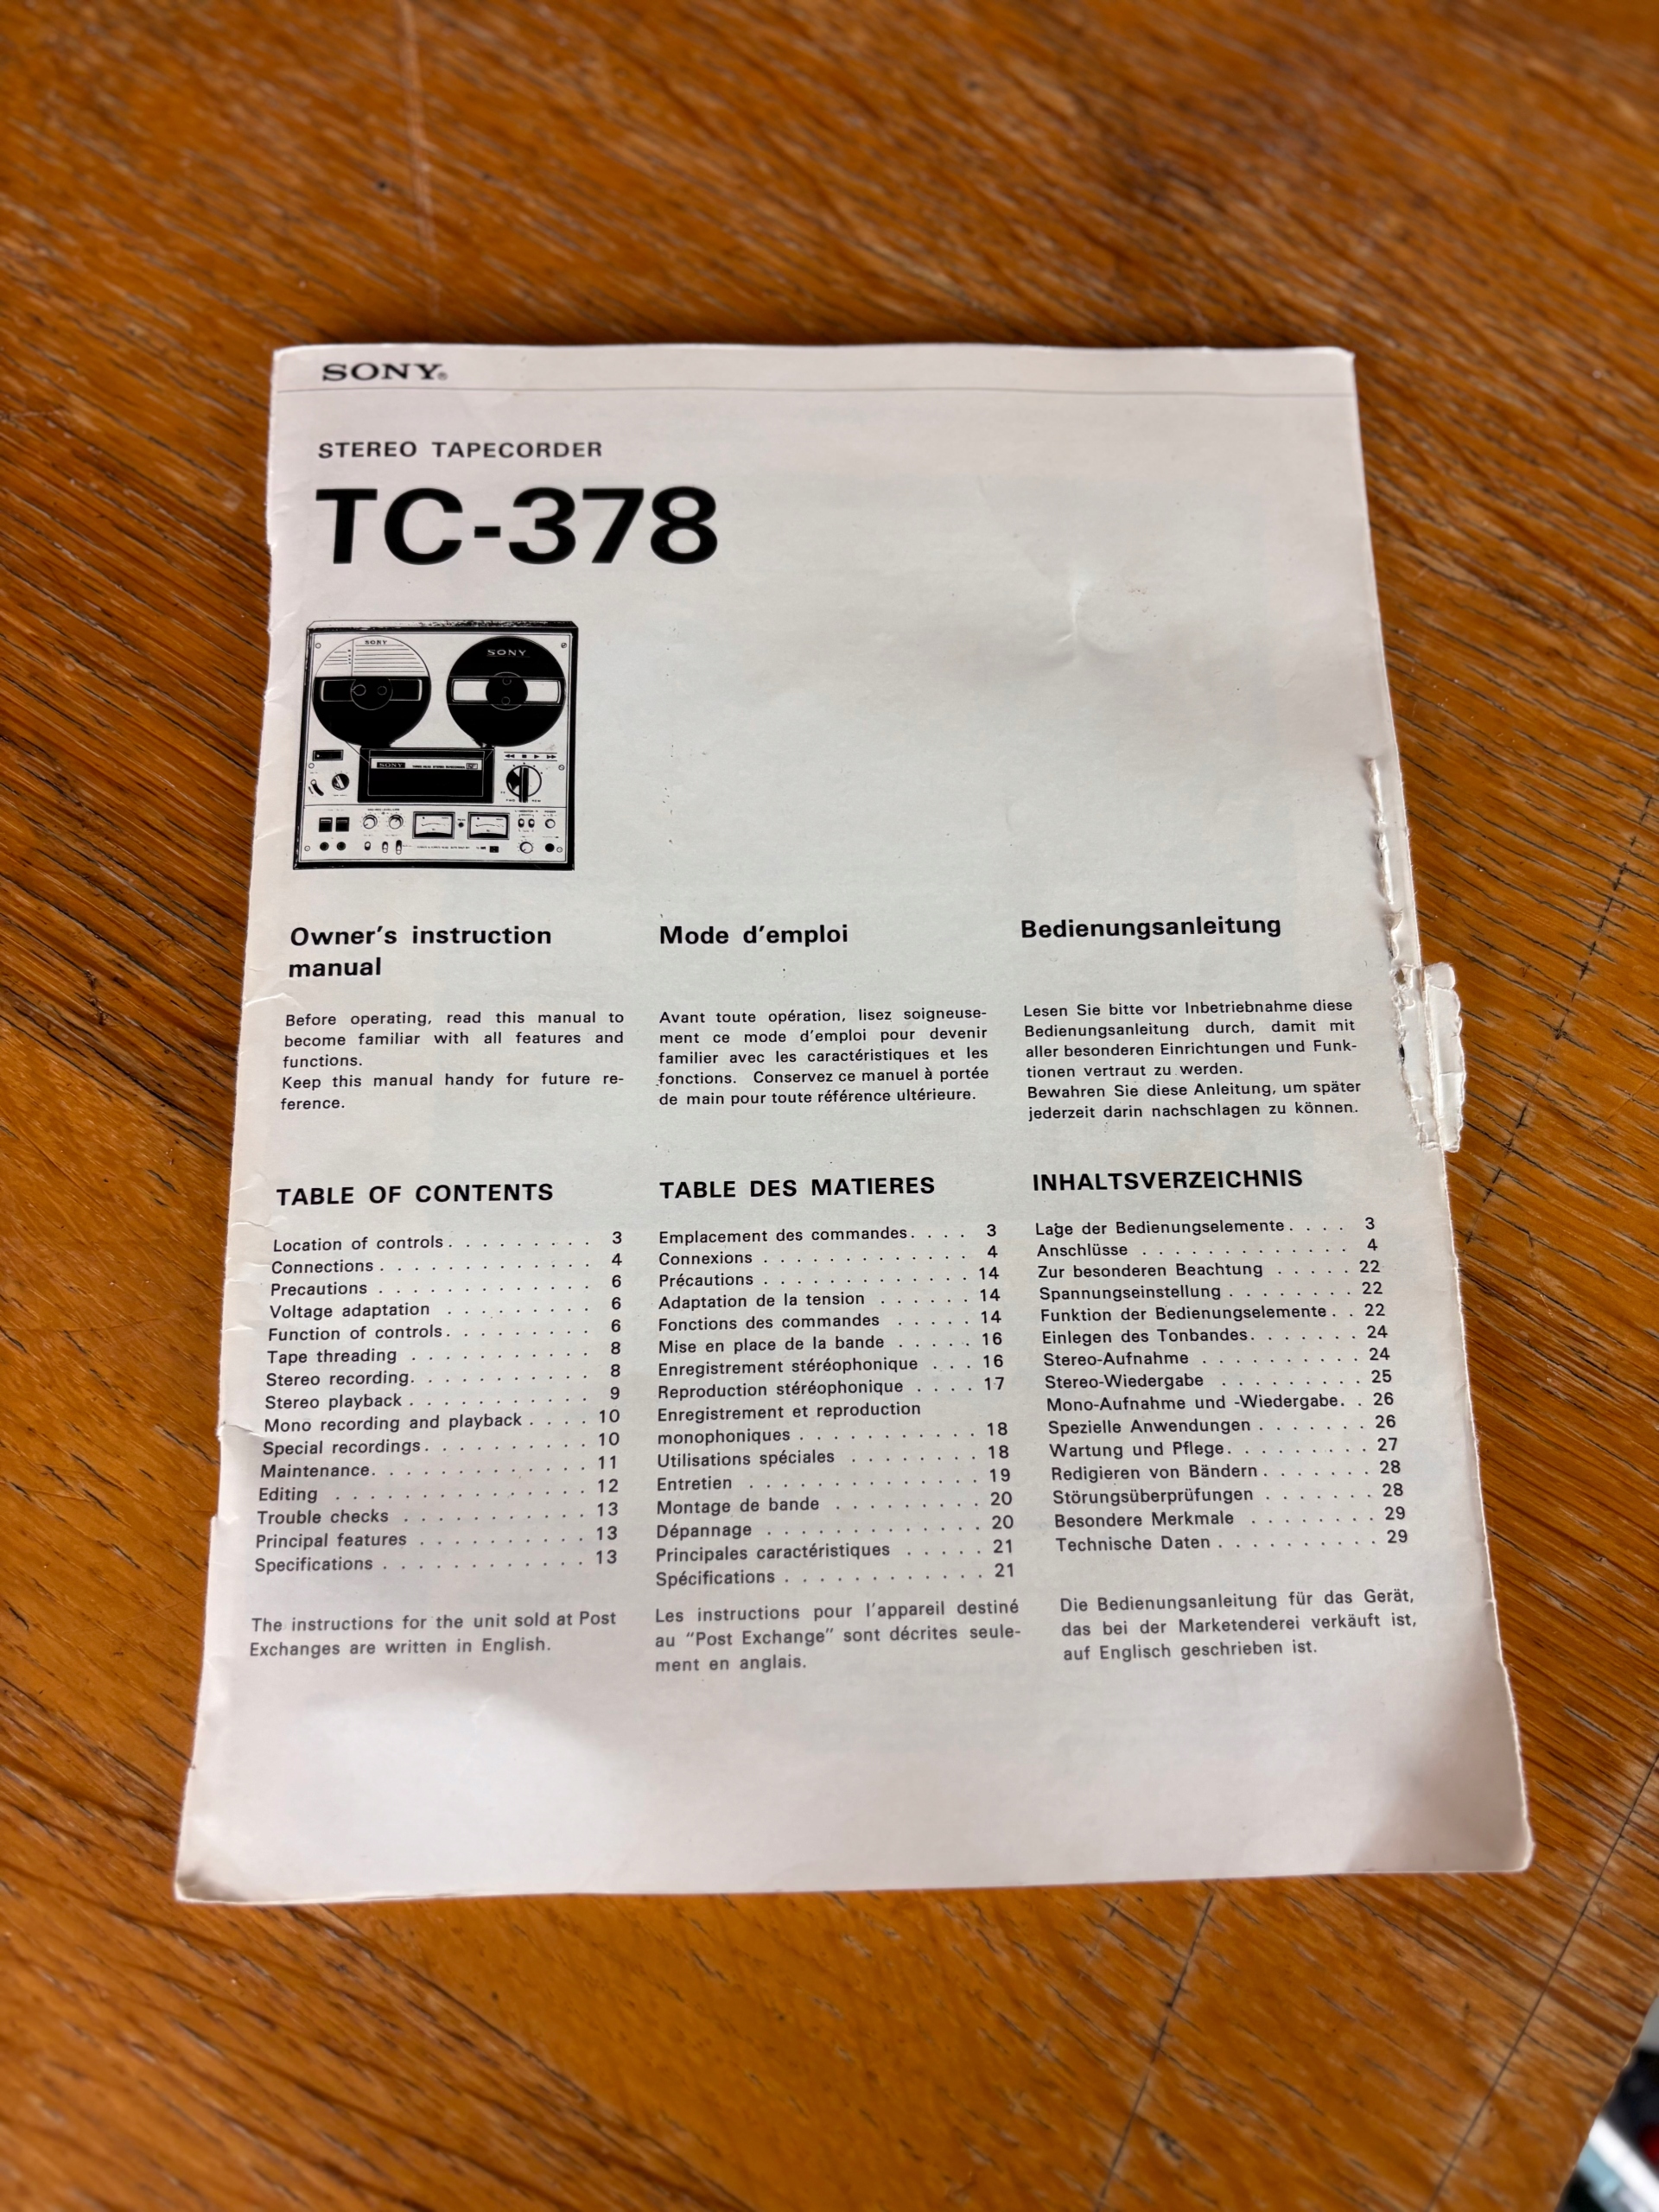 SONY®
STEREO TAPECORDER
TC-378
SONY
SONY
SONY
Owner's instruction
manual
Before operating, read this manual to
become familiar with all features and
functions.
Keep this manual handy for future re-
ference.
Mode d'emploi
Avant toute opération, lisez soigneuse-
ment ce mode d'emploi pour devenir
familier avec les caractéristiques et les
fonctions. Conservez ce manuel à portée
de main pour toute référence ultérieure.
Bedienungsanleitung
Lesen Sie bitte vor Inbetriebnahme diese
Bedienungsanleitung durch, damit mit
aller besonderen Einrichtungen und Funk-
tionen vertraut zu werden.
Bewahren Sie diese Anleitung, um später
jederzeit darin nachschlagen zu können.
TABLE OF CONTENTS
Location of controls . . . . . . . . . 3
Connections . . . . . . . . . . . . . 4
Precautions . . . . . . . . . . . . . 6
Voltage adaptation . . . . . . . . . 6
Function of controls . . . . . . . . . 6
Tape threading . . . . . . . . . . . 8
Stereo recording . . . . . . . . . . . 8
Stereo playback . . . . . . . . . . . 9
Mono recording and playback . . . . 10
Special recordings . . . . . . . . . . 10
Maintenance . . . . . . . . . . . . . 11
Editing . . . . . . . . . . . . . . . 12
Trouble checks . . . . . . . . . . . 13
Principal features . . . . . . . . . . 13
Specifications . . . . . . . . . . . . 13
The instructions for the unit sold at Post
Exchanges are written in English.
TABLE DES MATIERES
Emplacement des commandes . . . . 3
Connexions . . . . . . . . . . . . . 4
Précautions . . . . . . . . . . . . . 14
Adaptation de la tension . . . . . . 14
Fonctions des commandes . . . . . 14
Mise en place de la bande . . . . . 16
Enregistrement stéréophonique . . . 16
Reproduction stéréophonique . . . . 17
Enregistrement et reproduction
monophoniques . . . . . . . . . . . 18
Utilisations spéciales . . . . . . . . 18
Entretien . . . . . . . . . . . . . . 19
Montage de bande . . . . . . . . . 20
Dépannage . . . . . . . . . . . . . 20
Principales caractéristiques . . . . . 21
Spécifications . . . . . . . . . . . . 21
Les instructions pour l'appareil destiné
au "Post Exchange" sont décrites seule-
ment en anglais.
INHALTSVERZEICHNIS
Lage der Bedienungselemente . . . . 3
Anschlüsse . . . . . . . . . . . . . 4
Zur besonderen Beachtung . . . . . 22
Spannungseinstellung . . . . . . . . 22
Funktion der Bedienungselemente . . 22
Einlegen des Tonbandes . . . . . . . 24
Stereo-Aufnahme . . . . . . . . . . 24
Stereo-Wiedergabe . . . . . . . . . 25
Mono-Aufnahme und -Wiedergabe . . 26
Spezielle Anwendungen . . . . . . . 26
Wartung und Pflege . . . . . . . . . 27
Redigieren von Bändern . . . . . . . 28
Störungsüberprüfungen . . . . . . . 28
Besondere Merkmale . . . . . . . . 29
Technische Daten . . . . . . . . . . 29
Die Bedienungsanleitung für das Gerät,
das bei der Marketenderei verkäuft ist,
auf Englisch geschrieben ist.